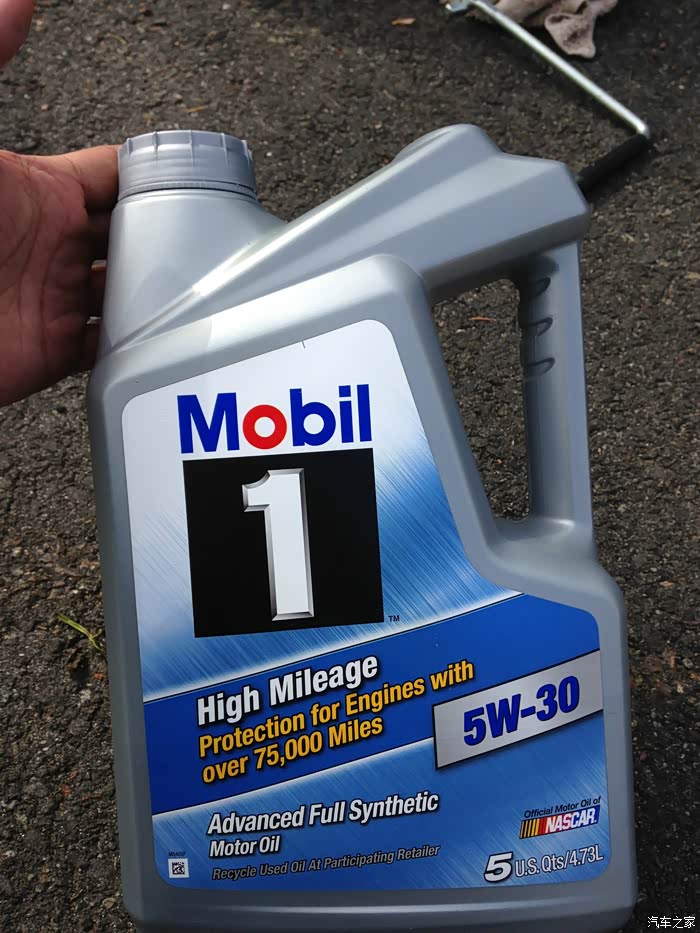 Mobil
1
TM
High Mileage
Protection for Engines with
over 75,000 Miles
5W-30
Advanced Full Synthetic
Motor Oil
Recycle Used Oil At Participating Retailer
Official Motor Oil of
NASCAR
5 U.S. Qts/4.73L
汽车之家